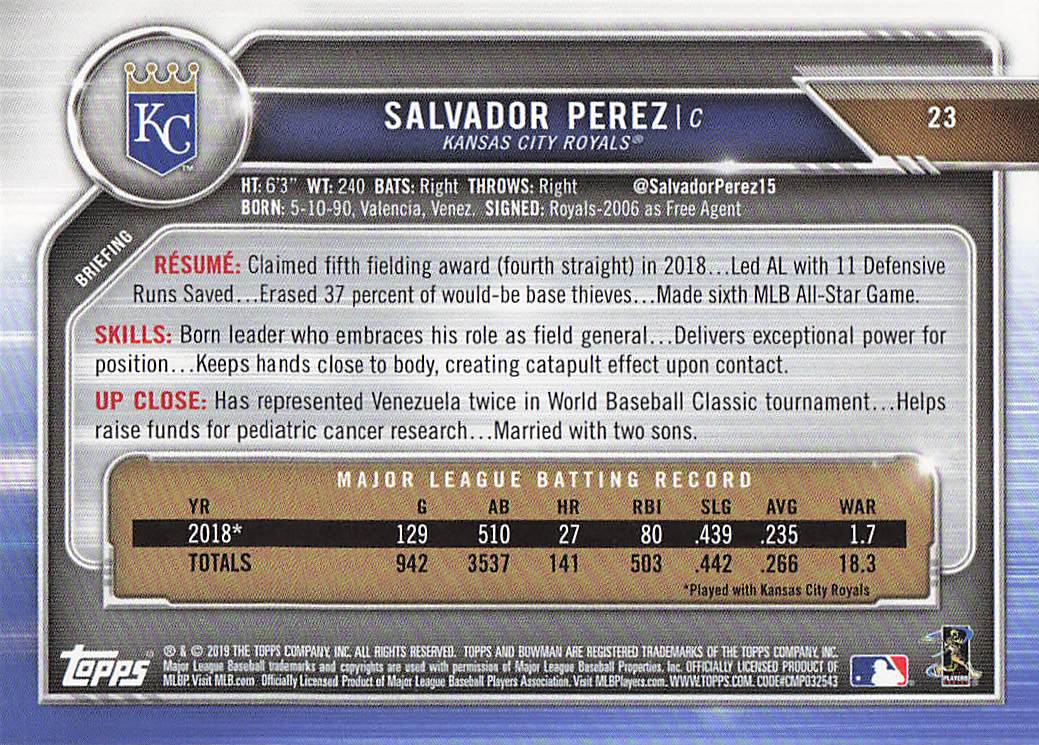 KC
TM
SALVADOR PEREZ | C
KANSAS CITY ROYALS®
23
HT: 6'3" WT: 240 BATS: Right THROWS: Right @SalvadorPerez15
BORN: 5-10-90, Valencia, Venez. SIGNED: Royals-2006 as Free Agent
BRIEFING
RÉSUMÉ: Claimed fifth fielding award (fourth straight) in 2018...Led AL with 11 Defensive
Runs Saved...Erased 37 percent of would-be base thieves...Made sixth MLB All-Star Game.
SKILLS: Born leader who embraces his role as field general...Delivers exceptional power for
position...Keeps hands close to body, creating catapult effect upon contact.
UP CLOSE: Has represented Venezuela twice in World Baseball Classic tournament...Helps
raise funds for pediatric cancer research...Married with two sons.
MAJOR LEAGUE BATTING RECORD
YR G AB HR RBI SLG AVG WAR
2018* 129 510 27 80 .439 .235 1.7
TOTALS 942 3537 141 503 .442 .266 18.3
*Played with Kansas City Royals
Topps®
® & © 2019 THE TOPPS COMPANY, INC. ALL RIGHTS RESERVED. TOPPS AND BOWMAN ARE REGISTERED TRADEMARKS OF THE TOPPS COMPANY, INC.
Major League Baseball trademarks and copyrights are used with permission of Major League Baseball Properties, Inc. OFFICIALLY LICENSED PRODUCT OF
MLBP. Visit MLB.com. Officially Licensed Product of Major League Baseball Players Association. Visit MLBPlayers.com. WWW.TOPPS.COM. CODE#CMP032543
PLAYERS